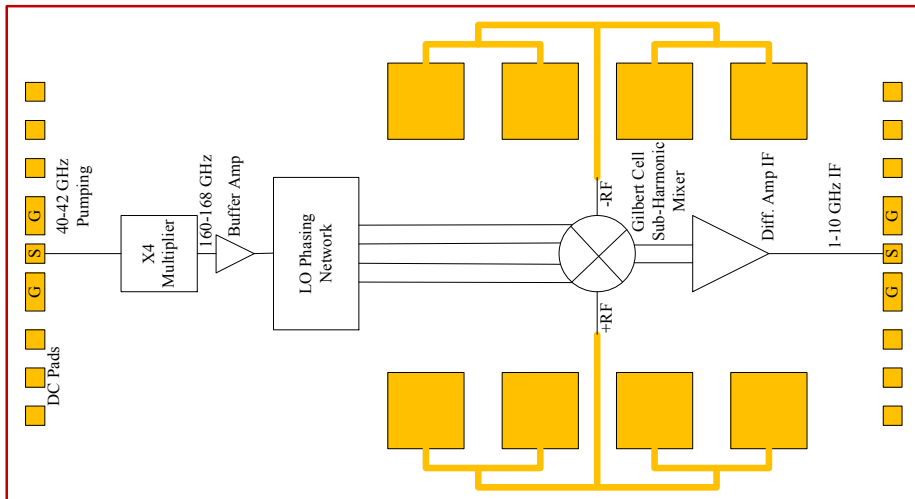 40-42 GHz
Pumping
G
S
G
DC Pads
X4
Multiplier
160-168 GHz
Buffer Amp
LO Phasing
Network
-RF
+RF
Gilbert Cell
Sub-Harmonic
Mixer
Diff. Amp IF
1-10 GHz IF
G
S
G